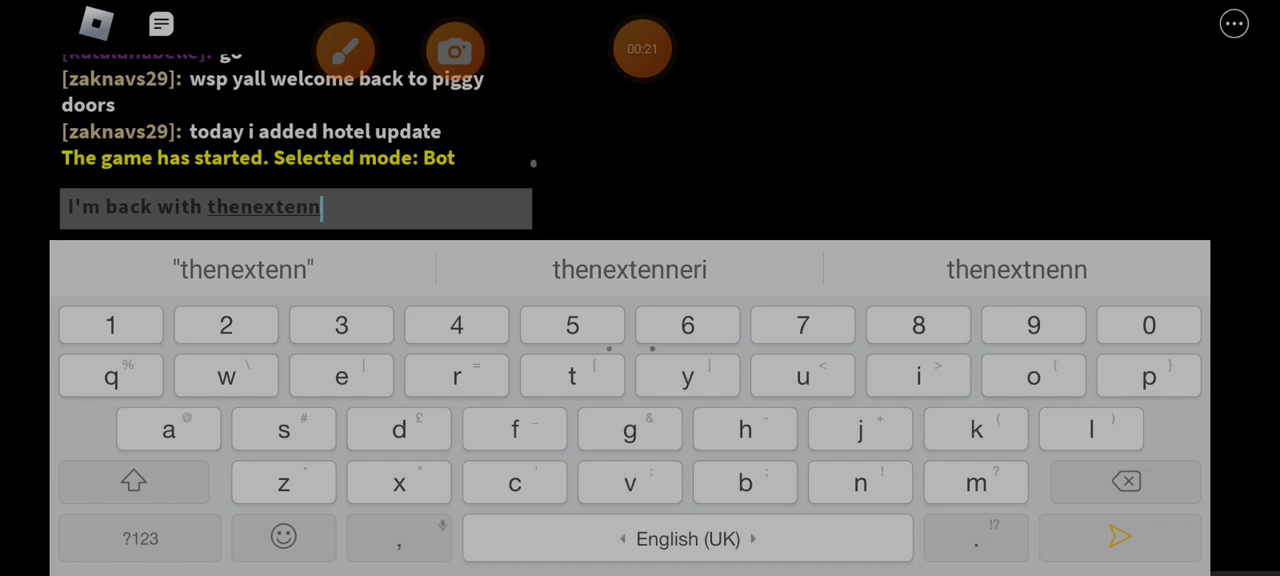 [katanabelle]: go
[zaknavs29]: wsp yall welcome back to piggy
doors
[zaknavs29]: today i added hotel update
The game has started. Selected mode: Bot
I'm back with thenextenn
00:21
"thenextenn" thenextenneri thenextnenn
1 2 3 4 5 6 7 8 9 0
q % w \ e | r = t [ y ] u < i > o { p }
a @ s # d £ f _ g & h - j + k ( l )
z * x " c ' v : b ; n ! m ?
?123 , English (UK) . !?